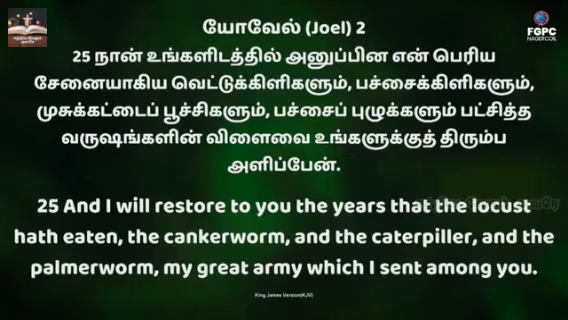 யோவேல் (Joel) 2
FGPC
NAGERCOIL
25 நான் உங்களிடத்தில் அனுப்பின என் பெரிய
சேனையாகிய வெட்டுக்கிளிகளும், பச்சைக்கிளிகளும்,
முசுக்கட்டைப் பூச்சிகளும், பச்சைப் புழுக்களும் பட்சித்த
வருஷங்களின் விளைவை உங்களுக்குத் திரும்ப
அளிப்பேன்.
25 And I will restore to you the years that the locust
hath eaten, the cankerworm, and the caterpiller, and the
palmerworm, my great army which I sent among you.
King James Version(KJV)